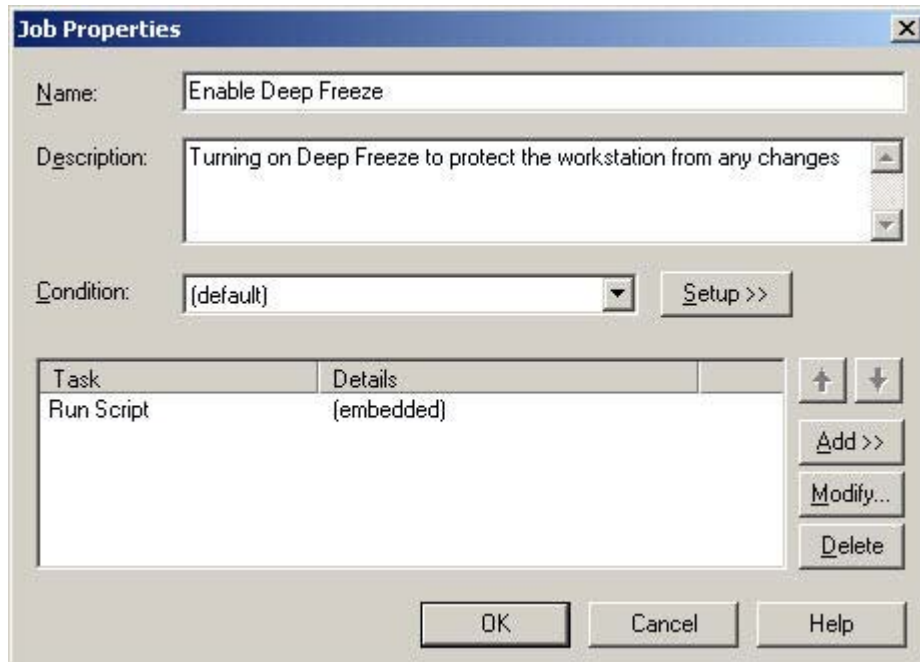 Job Properties
Name: Enable Deep Freeze
Description: Turning on Deep Freeze to protect the workstation from any changes
Condition: (default) Setup >>
Task Details
Run Script (embedded)
Add >>
Modify...
Delete
OK Cancel Help